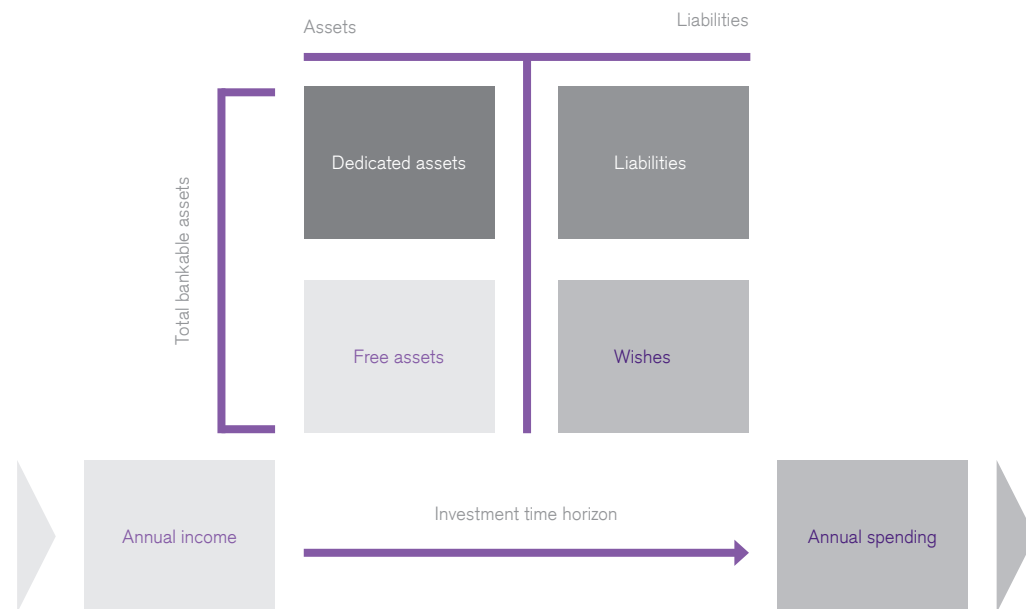 Assets
Liabilities
Total bankable assets
Dedicated assets
Liabilities
Free assets
Wishes
Annual income
Investment time horizon
Annual spending